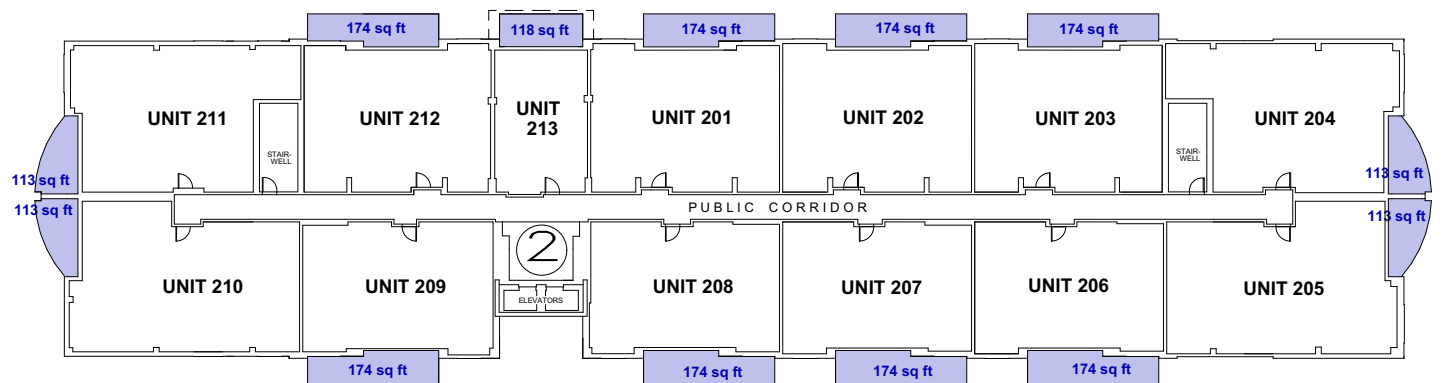 174 sq ft
118 sq ft
174 sq ft
174 sq ft
174 sq ft
UNIT 211
UNIT 212
UNIT
213
UNIT 201
UNIT 202
UNIT 203
UNIT 204
STAIR-
WELL
STAIR-
WELL
113 sq ft
113 sq ft
113 sq ft
113 sq ft
PUBLIC CORRIDOR
2
UNIT 210
UNIT 209
ELEVATORS
UNIT 208
UNIT 207
UNIT 206
UNIT 205
174 sq ft
174 sq ft
174 sq ft
174 sq ft